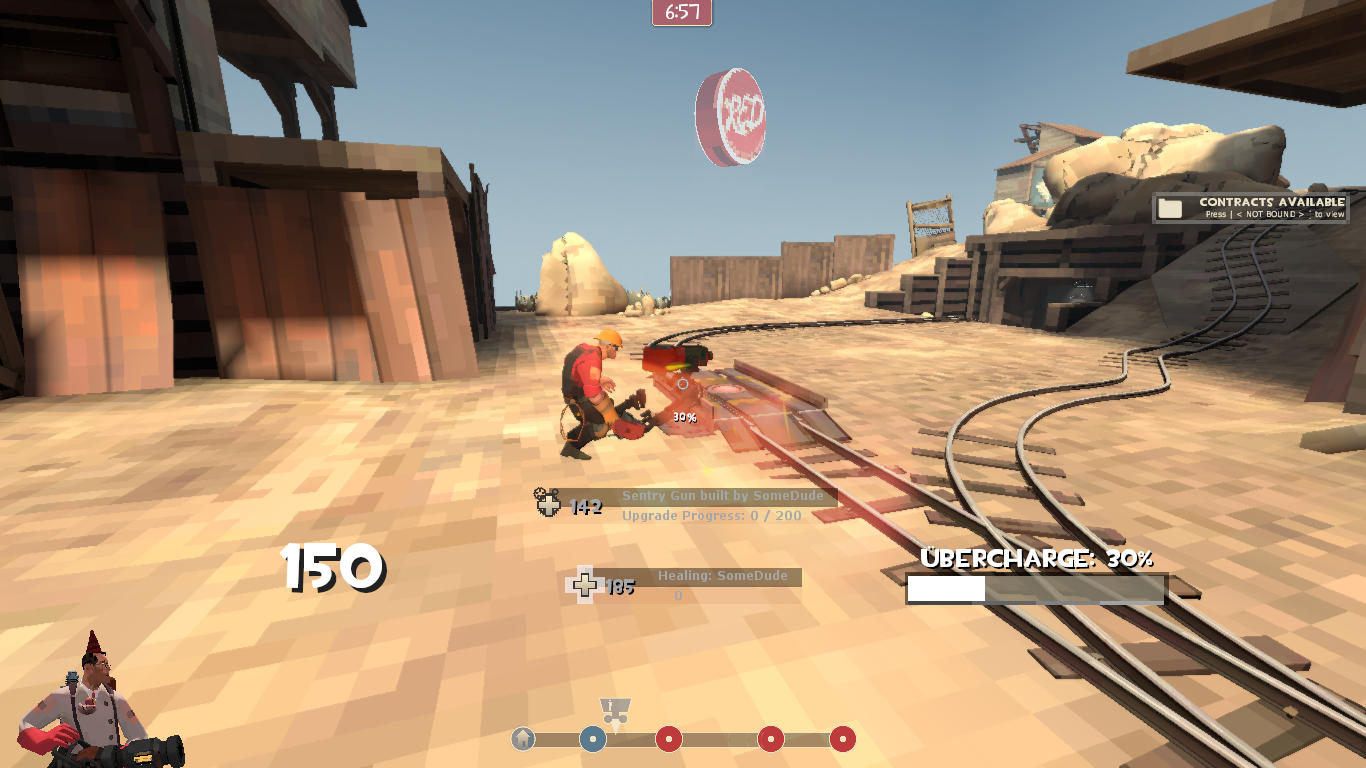 6:57
RED
CONTRACTS AVAILABLE
Press [ < NOT BOUND > ] to view
30%
142
Sentry Gun built by SomeDude
Upgrade Progress: 0 / 200
150
ÜBERCHARGE: 30%
185
Healing: SomeDude
0